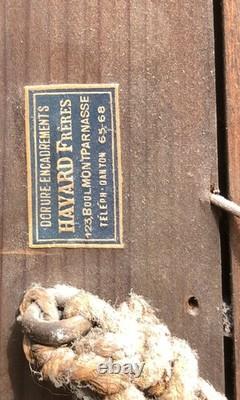 DORURE-ENCADREMENTS
HAVARD FRÈRES
123, BOUL. MONTPARNASSE
TÉLÉPH-DANTON 65-68
ebay